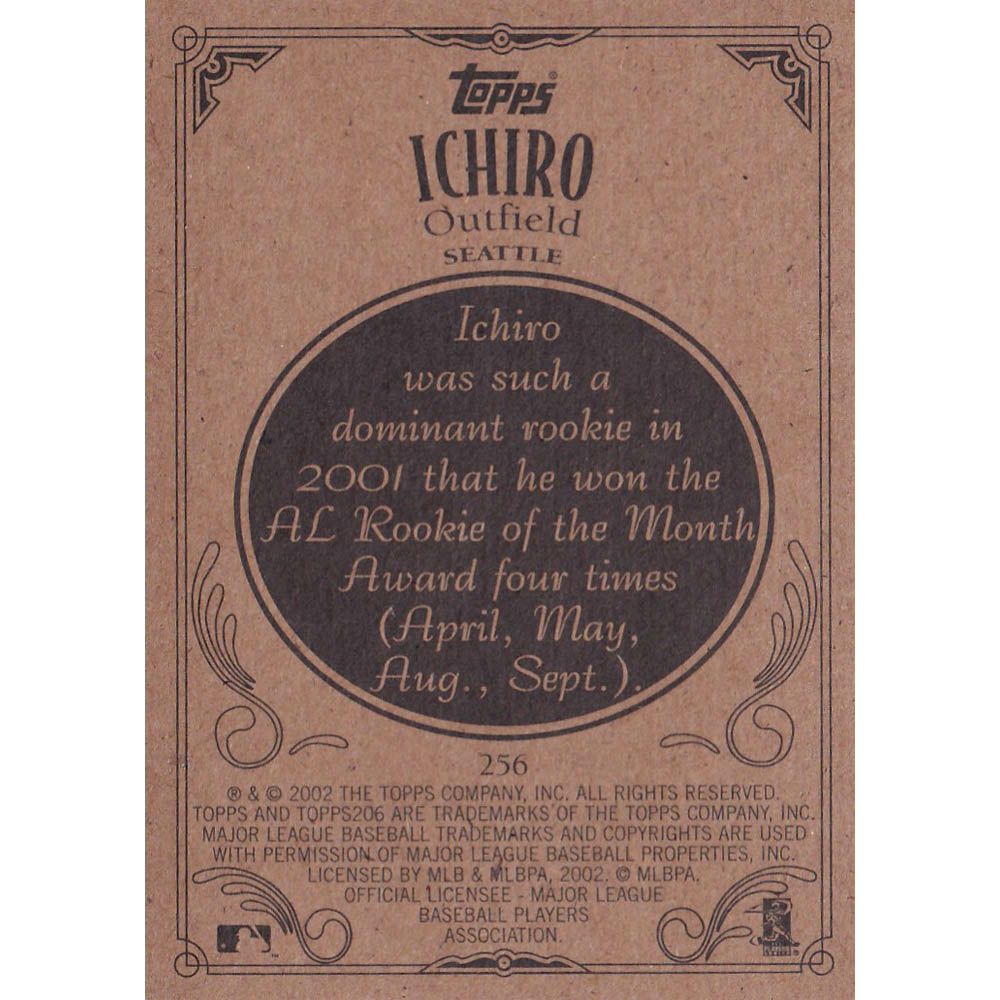 Topps®
ICHIRO
Outfield
SEATTLE
Ichiro
was such a
dominant rookie in
2001 that he won the
AL Rookie of the Month
Award four times
(April, May,
Aug., Sept.).
256
® & © 2002 THE TOPPS COMPANY, INC. ALL RIGHTS RESERVED.
TOPPS AND TOPPS206 ARE TRADEMARKS OF THE TOPPS COMPANY, INC.
MAJOR LEAGUE BASEBALL TRADEMARKS AND COPYRIGHTS ARE USED
WITH PERMISSION OF MAJOR LEAGUE BASEBALL PROPERTIES, INC.
LICENSED BY MLB & MLBPA, 2002. © MLBPA,
OFFICIAL LICENSEE - MAJOR LEAGUE
BASEBALL PLAYERS
ASSOCIATION.